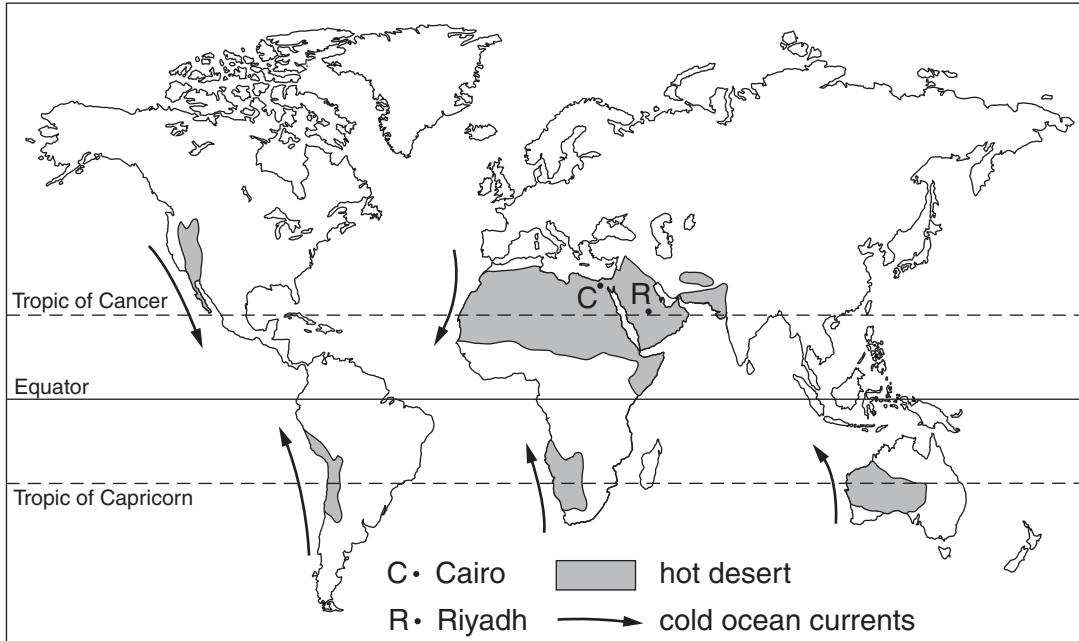 C
R
Tropic of Cancer
Equator
Tropic of Capricorn
C • Cairo
hot desert
R • Riyadh
cold ocean currents